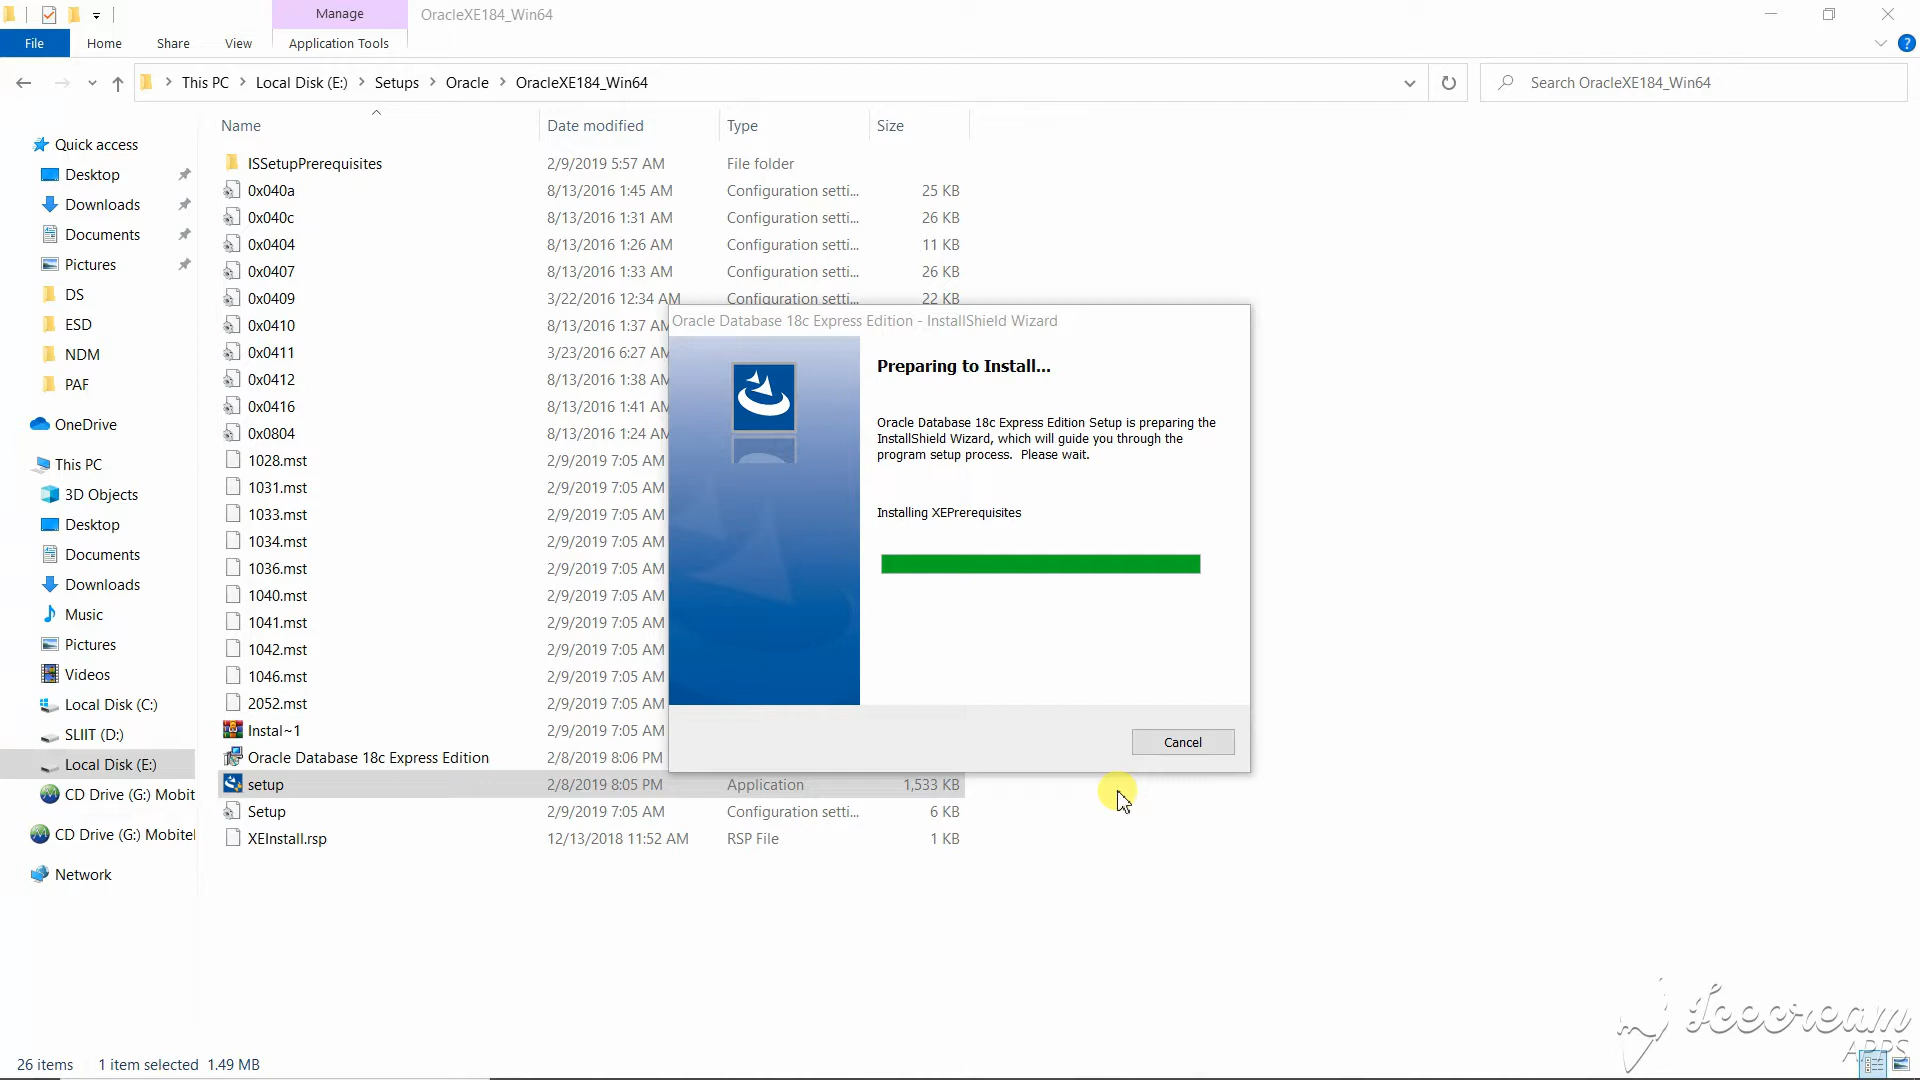 Manage
OracleXE184_Win64
File
Home
Share
View
Application Tools
?
This PC
Local Disk (E:)
Setups
Oracle
OracleXE184_Win64
Search OracleXE184_Win64
Name
Date modified
Type
Size
Quick access
Desktop
Downloads
Documents
Pictures
DS
ESD
NDM
PAF
OneDrive
This PC
3D Objects
Desktop
Documents
Downloads
Music
Pictures
Videos
Local Disk (C:)
SLIIT (D:)
Local Disk (E:)
CD Drive (G:) Mobit
CD Drive (G:) Mobitel
Network
ISSetupPrerequisites 2/9/2019 5:57 AM File folder
0x040a 8/13/2016 1:45 AM Configuration setti... 25 KB
0x040c 8/13/2016 1:31 AM Configuration setti... 26 KB
0x0404 8/13/2016 1:26 AM Configuration setti... 11 KB
0x0407 8/13/2016 1:33 AM Configuration setti... 26 KB
0x0409 3/22/2016 12:34 AM Configuration setti... 22 KB
0x0410 8/13/2016 1:37 AM
0x0411 3/23/2016 6:27 AM
0x0412 8/13/2016 1:38 AM
0x0416 8/13/2016 1:41 AM
0x0804 8/13/2016 1:24 AM
1028.mst 2/9/2019 7:05 AM
1031.mst 2/9/2019 7:05 AM
1033.mst 2/9/2019 7:05 AM
1034.mst 2/9/2019 7:05 AM
1036.mst 2/9/2019 7:05 AM
1040.mst 2/9/2019 7:05 AM
1041.mst 2/9/2019 7:05 AM
1042.mst 2/9/2019 7:05 AM
1046.mst 2/9/2019 7:05 AM
2052.mst 2/9/2019 7:05 AM
Instal~1 2/9/2019 7:05 AM
Oracle Database 18c Express Edition 2/8/2019 8:06 PM
setup 2/8/2019 8:05 PM Application 1,533 KB
Setup 2/9/2019 7:05 AM Configuration setti... 6 KB
XEInstall.rsp 12/13/2018 11:52 AM RSP File 1 KB
Oracle Database 18c Express Edition - InstallShield Wizard
Preparing to Install...
Oracle Database 18c Express Edition Setup is preparing the
InstallShield Wizard, which will guide you through the
program setup process. Please wait.
Installing XEPrerequisites
Cancel
Icecream
APPS
26 items 1 item selected 1.49 MB